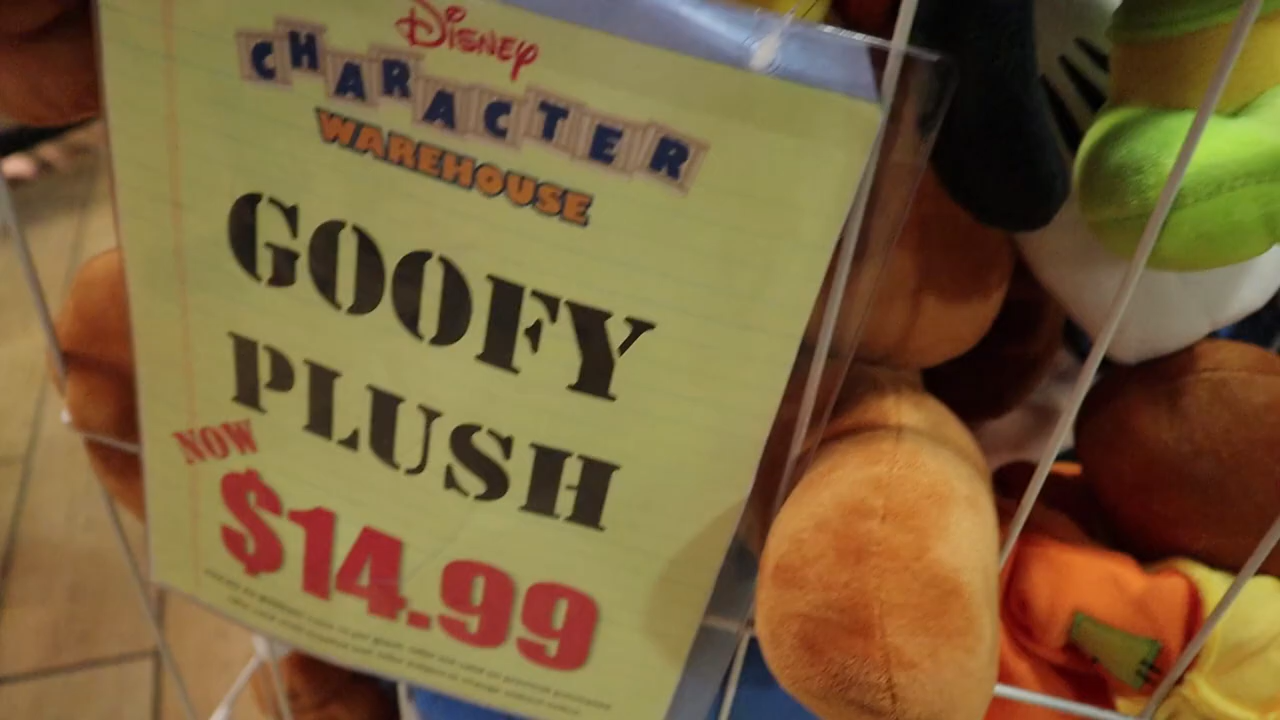 Disney
CHARACTER
WAREHOUSE
GOOFY
PLUSH
NOW
$14.99